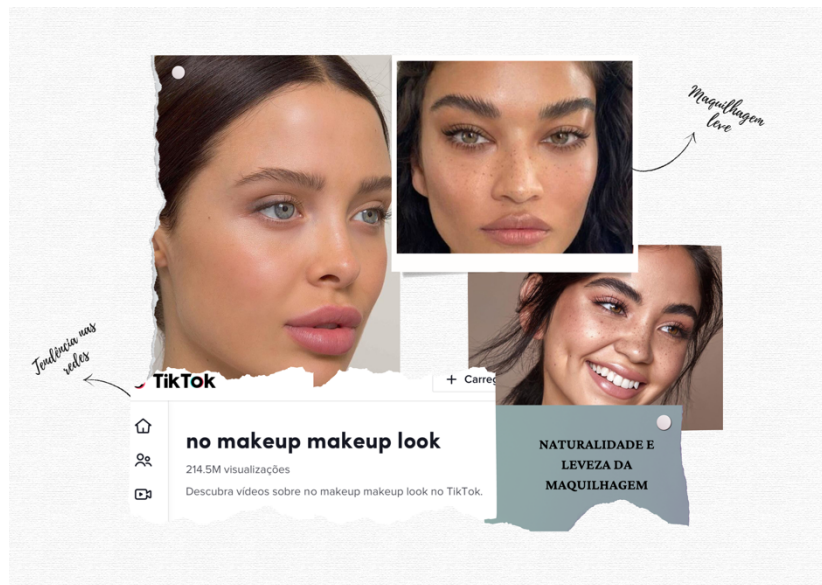 Maquilhagem
leve
Tendência nas
redes
TikTok
+ Carreg
no makeup makeup look
214.5M visualizações
Descubra vídeos sobre no makeup makeup look no TikTok.
NATURALIDADE E
LEVEZA DA
MAQUILHAGEM